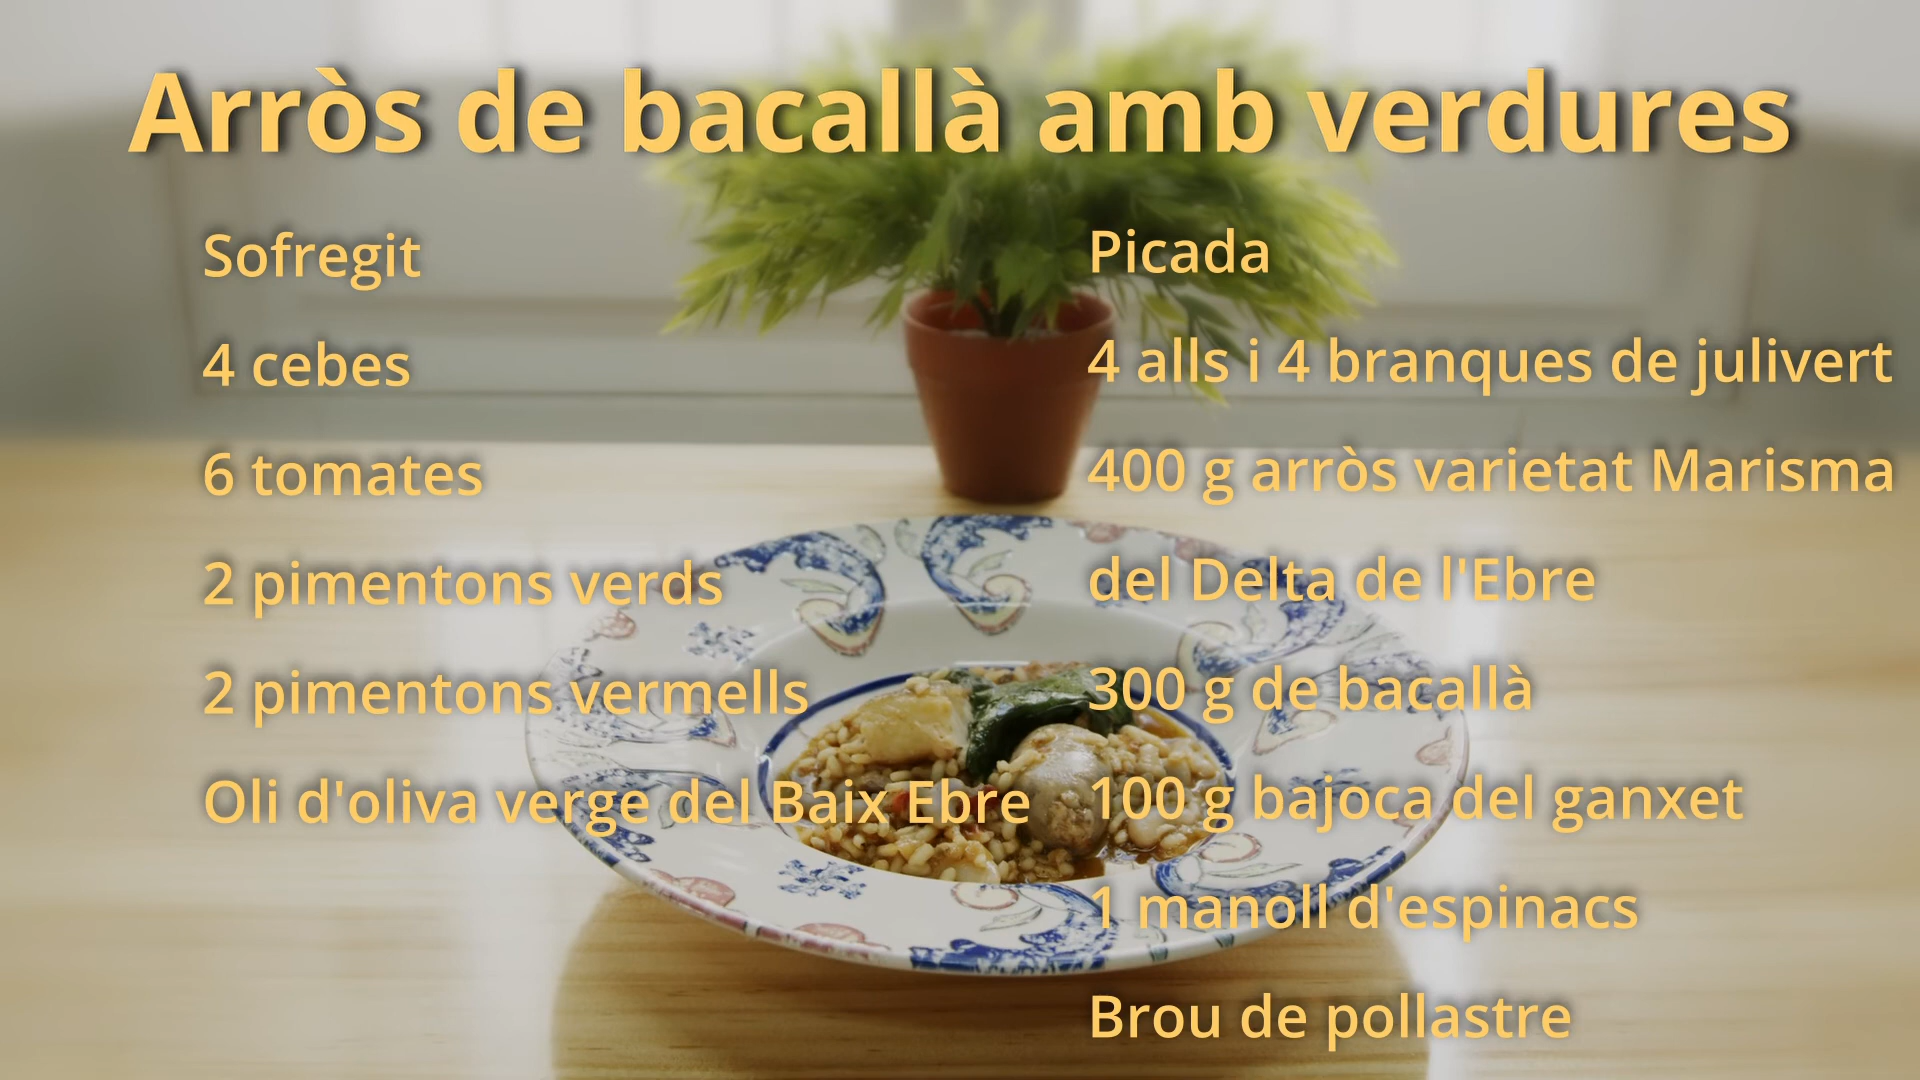 Arròs de bacallà amb verdures
Sofregit
4 cebes
6 tomates
2 pimentons verds
2 pimentons vermells
Oli d'oliva verge del Baix Ebre
Picada
4 alls i 4 branques de julivert
400 g arròs varietat Marisma
del Delta de l'Ebre
300 g de bacallà
100 g bajoca del ganxet
1 manoll d'espinacs
Brou de pollastre